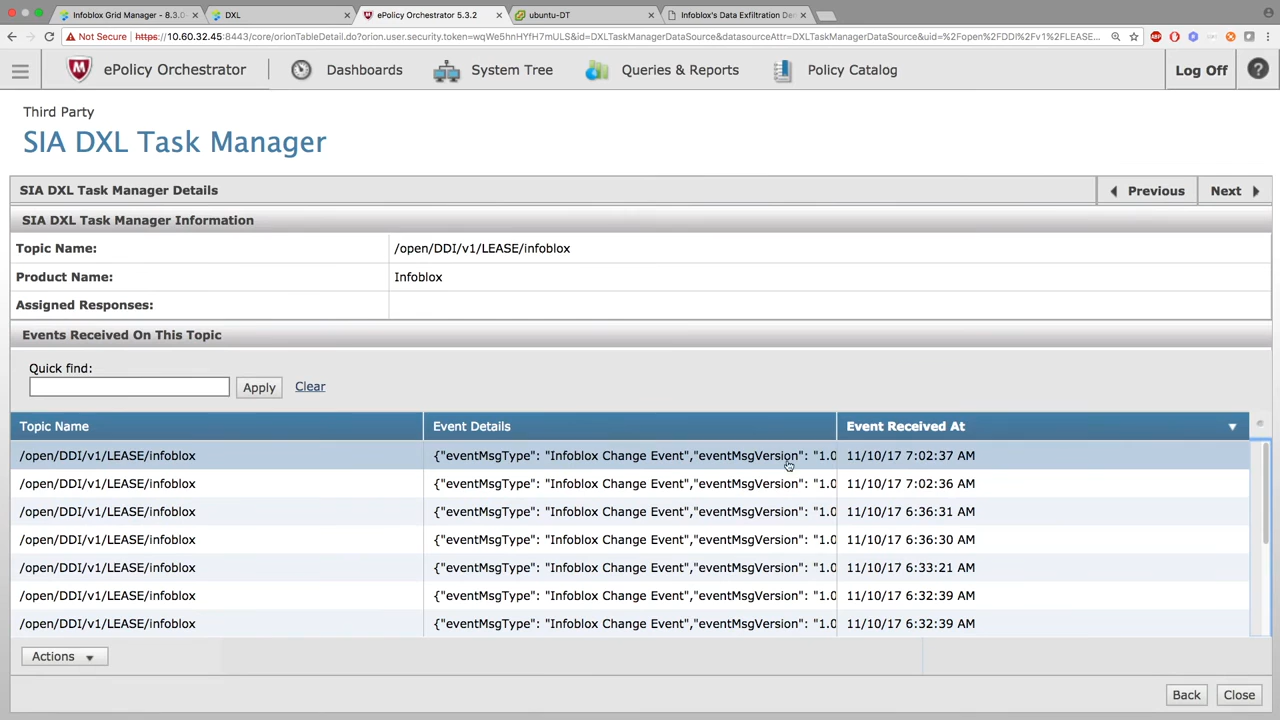 Infoblox Grid Manager - 8.3.0
DXL
ePolicy Orchestrator 5.3.2
ubuntu-DT
Infoblox's Data Exfiltration De
Not Secure https://10.60.32.45:8443/core/orionTableDetail.do?orion.user.security.token=wqWe5hnHYfH7mULS&id=DXLTaskManagerDataSource&datasourceAttr=DXLTaskManagerDataSource&uid=%2Fopen%2FDDI%2Fv1%2FLEASE...
ePolicy Orchestrator
Dashboards
System Tree
Queries & Reports
Policy Catalog
Log Off
?
Third Party
SIA DXL Task Manager
SIA DXL Task Manager Details
Previous
Next
SIA DXL Task Manager Information
Topic Name: /open/DDI/v1/LEASE/infoblox
Product Name: Infoblox
Assigned Responses:
Events Received On This Topic
Quick find:
Apply
Clear
Topic Name Event Details Event Received At
/open/DDI/v1/LEASE/infoblox {"eventMsgType": "Infoblox Change Event","eventMsgVersion": "1.0 11/10/17 7:02:37 AM
/open/DDI/v1/LEASE/infoblox {"eventMsgType": "Infoblox Change Event","eventMsgVersion": "1.0 11/10/17 7:02:36 AM
/open/DDI/v1/LEASE/infoblox {"eventMsgType": "Infoblox Change Event","eventMsgVersion": "1.0 11/10/17 6:36:31 AM
/open/DDI/v1/LEASE/infoblox {"eventMsgType": "Infoblox Change Event","eventMsgVersion": "1.0 11/10/17 6:36:30 AM
/open/DDI/v1/LEASE/infoblox {"eventMsgType": "Infoblox Change Event","eventMsgVersion": "1.0 11/10/17 6:33:21 AM
/open/DDI/v1/LEASE/infoblox {"eventMsgType": "Infoblox Change Event","eventMsgVersion": "1.0 11/10/17 6:32:39 AM
/open/DDI/v1/LEASE/infoblox {"eventMsgType": "Infoblox Change Event","eventMsgVersion": "1.0 11/10/17 6:32:39 AM
Actions
Back
Close